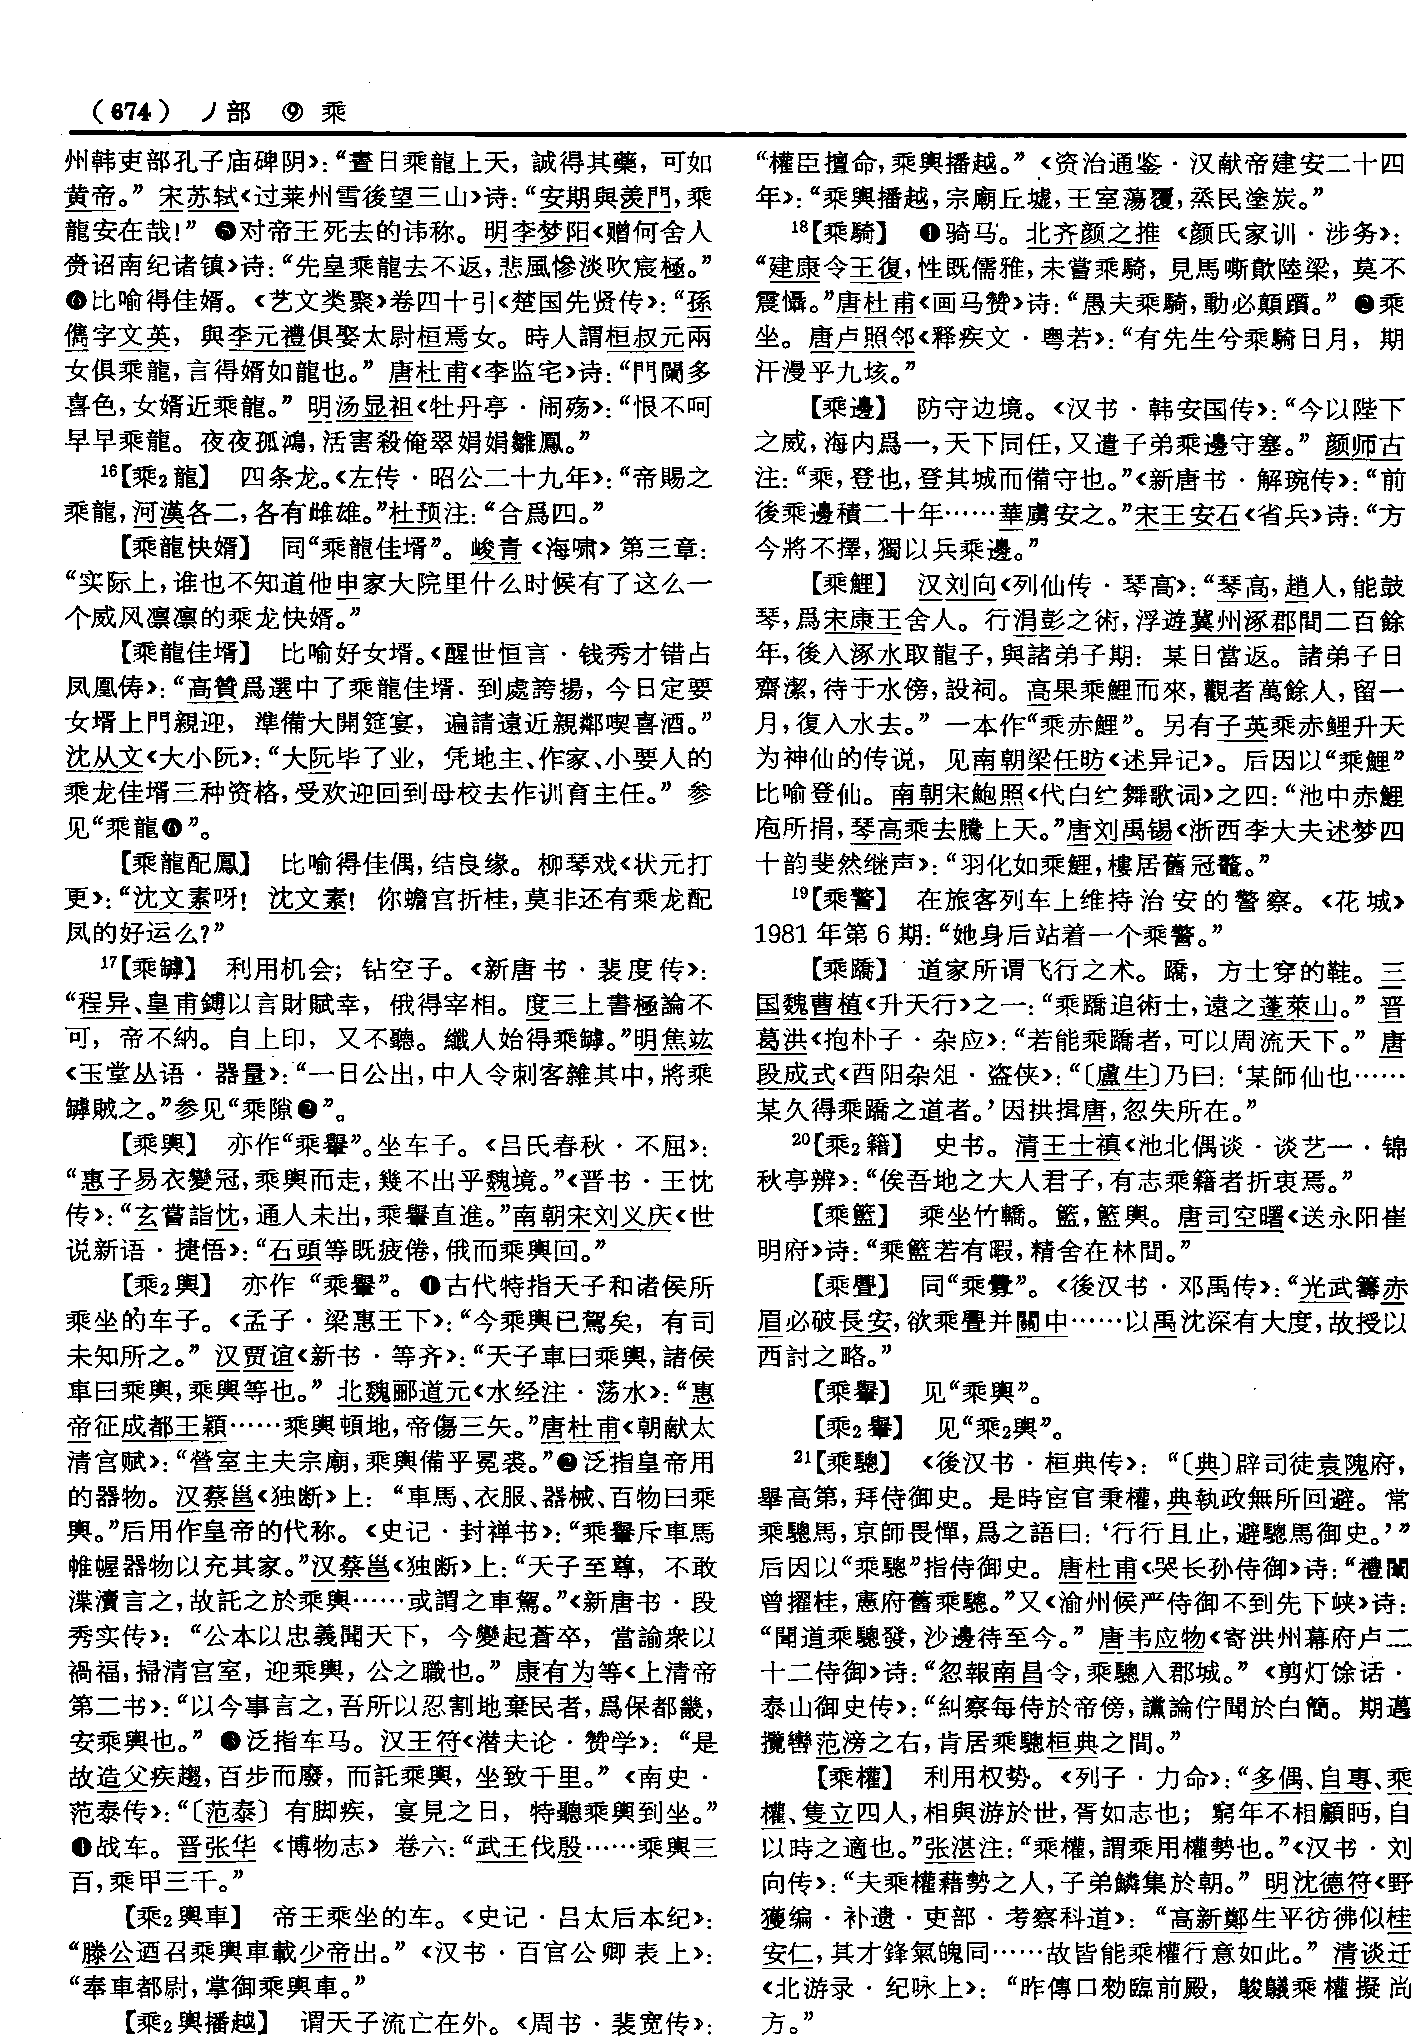 （674） 丿部 ⑨ 乘
州韩吏部孔子庙碑阴》：“晝日乘龍上天，誠得其藥，可如
黄帝。” 宋苏轼《过莱州雪後望三山》诗：“安期與羨門，乘
龍安在哉！” ❺对帝王死去的讳称。明李梦阳《赠何舍人
赍诏南纪诸镇》诗：“先皇乘龍去不返，悲風慘淡吹宸極。”
❻比喻得佳婿。《艺文类聚》卷四十引《楚国先贤传》：“孫
儁字文英，與李元禮俱娶太尉桓焉女。時人謂桓叔元兩
女俱乘龍，言得婿如龍也。” 唐杜甫《李监宅》诗：“門闌多
喜色，女婿近乘龍。” 明汤显祖《牡丹亭·闹殇》：“恨不呵
早早乘龍。夜夜孤鴻，活害殺俺翠娟娟雛鳳。”
16【乘2龍】 四条龙。《左传·昭公二十九年》：“帝賜之
乘龍，河漢各二，各有雌雄。”杜预注：“合爲四。”
【乘龍快婿】 同“乘龍佳壻”。峻青《海啸》第三章：
“实际上，谁也不知道他申家大院里什么时候有了这么一
个威风凛凛的乘龙快婿。”
【乘龍佳壻】 比喻好女壻。《醒世恒言·钱秀才错占
凤凰俦》：“高贊爲選中了乘龍佳壻．到處誇揚，今日定要
女壻上門親迎，準備大開筵宴，遍請遠近親鄰喫喜酒。”
沈从文《大小阮》：“大阮毕了业，凭地主、作家、小要人的
乘龙佳壻三种资格，受欢迎回到母校去作训育主任。” 参
见“乘龍❻”。
【乘龍配鳳】 比喻得佳偶，结良缘。柳琴戏《状元打
更》：“沈文素呀！沈文素！你蟾宫折桂，莫非还有乘龙配
凤的好运么？”
17【乘罅】 利用机会；钻空子。《新唐书·裴度传》：
“程异、皇甫鎛以言財賦幸，俄得宰相。度三上書極論不
可，帝不納。自上印，又不聽。纖人始得乘罅。”明焦竑
《玉堂丛语·器量》：“一日公出，中人令刺客雜其中，將乘
罅賊之。”参见“乘隙❷”。
【乘輿】 亦作“乘轝”。坐车子。《吕氏春秋·不屈》：
“惠子易衣變冠，乘輿而走，幾不出乎魏境。”《晋书·王忱
传》：“玄嘗詣忱，通人未出，乘轝直進。”南朝宋刘义庆《世
说新语·捷悟》：“石頭等既疲倦，俄而乘輿回。”
【乘2輿】 亦作“乘轝”。❶古代特指天子和诸侯所
乘坐的车子。《孟子·梁惠王下》：“今乘輿已駕矣，有司
未知所之。” 汉贾谊《新书·等齐》：“天子車曰乘輿，諸侯
車曰乘輿，乘輿等也。” 北魏郦道元《水经注·荡水》：“惠
帝征成都王穎……乘輿頓地，帝傷三矢。”唐杜甫《朝献太
清宫赋》：“營室主夫宗廟，乘輿備乎冕裘。”❷泛指皇帝用
的器物。汉蔡邕《独断》上：“車馬、衣服、器械、百物曰乘
輿。”后用作皇帝的代称。《史记·封禅书》：“乘轝斥車馬
帷幄器物以充其家。”汉蔡邕《独断》上：“天子至尊，不敢
渫瀆言之，故託之於乘輿……或謂之車駕。”《新唐书·段
秀实传》：“公本以忠義聞天下，今變起蒼卒，當諭衆以
禍福，掃清宫室，迎乘輿，公之職也。” 康有为等《上清帝
第二书》：“以今事言之，吾所以忍割地棄民者，爲保都畿，
安乘輿也。” ❸泛指车马。汉王符《潜夫论·赞学》：“是
故造父疾趨，百步而廢，而託乘輿，坐致千里。”《南史·
范泰传》：“〔范泰〕有脚疾，宴見之日，特聽乘輿到坐。”
❹战车。晋张华《博物志》卷六：“武王伐殷……乘輿三
百，乘甲三千。”
【乘2輿車】 帝王乘坐的车。《史记·吕太后本纪》：
“滕公迺召乘輿車載少帝出。”《汉书·百官公卿表上》：
“奉車都尉，掌御乘輿車。”
【乘2輿播越】 谓天子流亡在外。《周书·裴宽传》：
“權臣擅命，乘輿播越。”《资治通鉴·汉献帝建安二十四
年》：“乘輿播越，宗廟丘墟，王室蕩覆，烝民塗炭。”
18【乘騎】 ❶骑马。北齐颜之推《颜氏家训·涉务》：
“建康令王復，性既儒雅，未嘗乘騎，見馬嘶歕陸梁，莫不
震懾。”唐杜甫《画马赞》诗：“愚夫乘騎，動必顛躓。” ❷乘
坐。唐卢照邻《释疾文·粤若》：“有先生兮乘騎日月，期
汗漫乎九垓。”
【乘邊】 防守边境。《汉书·韩安国传》：“今以陛下
之威，海内爲一，天下同任，又遣子弟乘邊守塞。” 颜师古
注：“乘，登也，登其城而備守也。”《新唐书·解琬传》：“前
後乘邊積二十年……華虜安之。”宋王安石《省兵》诗：“方
今將不擇，獨以兵乘邊。”
【乘鯉】 汉刘向《列仙传·琴高》：“琴高，趙人，能鼓
琴，爲宋康王舍人。行涓彭之術，浮遊冀州涿郡間二百餘
年，後入涿水取龍子，與諸弟子期：某日當返。諸弟子日
齋潔，待于水傍，設祠。高果乘鯉而來，觀者萬餘人，留一
月，復入水去。” 一本作“乘赤鯉”。另有子英乘赤鲤升天
为神仙的传说，见南朝梁任昉《述异记》。后因以“乘鯉”
比喻登仙。南朝宋鲍照《代白纻舞歌词》之四：“池中赤鯉
庖所捐，琴高乘去騰上天。”唐刘禹锡《浙西李大夫述梦四
十韵斐然继声》：“羽化如乘鯉，樓居舊冠鼇。”
19【乘警】 在旅客列车上维持治安的警察。《花城》
1981年第6期：“她身后站着一个乘警。”
【乘蹻】 道家所谓飞行之术。蹻，方士穿的鞋。三
国魏曹植《升天行》之一：“乘蹻追術士，遠之蓬萊山。” 晋
葛洪《抱朴子·杂应》：“若能乘蹻者，可以周流天下。” 唐
段成式《酉阳杂俎·盗侠》：“〔盧生〕乃曰：‘某師仙也……
某久得乘蹻之道者。’因拱揖唐，忽失所在。”
20【乘2籍】 史书。清王士禛《池北偶谈·谈艺一·锦
秋亭辨》：“俟吾地之大人君子，有志乘籍者折衷焉。”
【乘籃】 乘坐竹轎。籃，籃輿。唐司空曙《送永阳崔
明府》诗：“乘籃若有暇，精舍在林間。”
【乘亹】 同“乘釁”。《後汉书·邓禹传》：“光武籌赤
眉必破長安，欲乘亹并關中……以禹沈深有大度，故授以
西討之略。”
【乘轝】 见“乘輿”。
【乘2轝】 见“乘2輿”。
21【乘驄】 《後汉书·桓典传》：“〔典〕辟司徒袁隗府，
舉高第，拜侍御史。是時宦官秉權，典執政無所回避。常
乘驄馬，京師畏憚，爲之語曰：‘行行且止，避驄馬御史。’”
后因以“乘驄”指侍御史。唐杜甫《哭长孙侍御》诗：“禮闈
曾擢桂，憲府舊乘驄。”又《渝州候严侍御不到先下峡》诗：
“聞道乘驄發，沙邊待至今。” 唐韦应物《寄洪州幕府卢二
十二侍御》诗：“忽報南昌令，乘驄入郡城。”《剪灯馀话·
泰山御史传》：“糾察每侍於帝傍，讜論佇聞於白簡。期邁
攬轡范滂之右，肯居乘驄桓典之間。”
【乘權】 利用权势。《列子·力命》：“多偶、自專、乘
權、隻立四人，相與游於世，胥如志也；窮年不相顧眄，自
以時之適也。”张湛注：“乘權，謂乘用權勢也。”《汉书·刘
向传》：“夫乘權藉勢之人，子弟鱗集於朝。” 明沈德符《野
獲编·补遗·吏部·考察科道》：“高新鄭生平彷彿似桂
安仁，其才鋒氣魄同……故皆能乘權行意如此。” 清谈迁
《北游录·纪咏上》：“昨傳口勅臨前殿，鵔鸃乘權擬尚
方。”